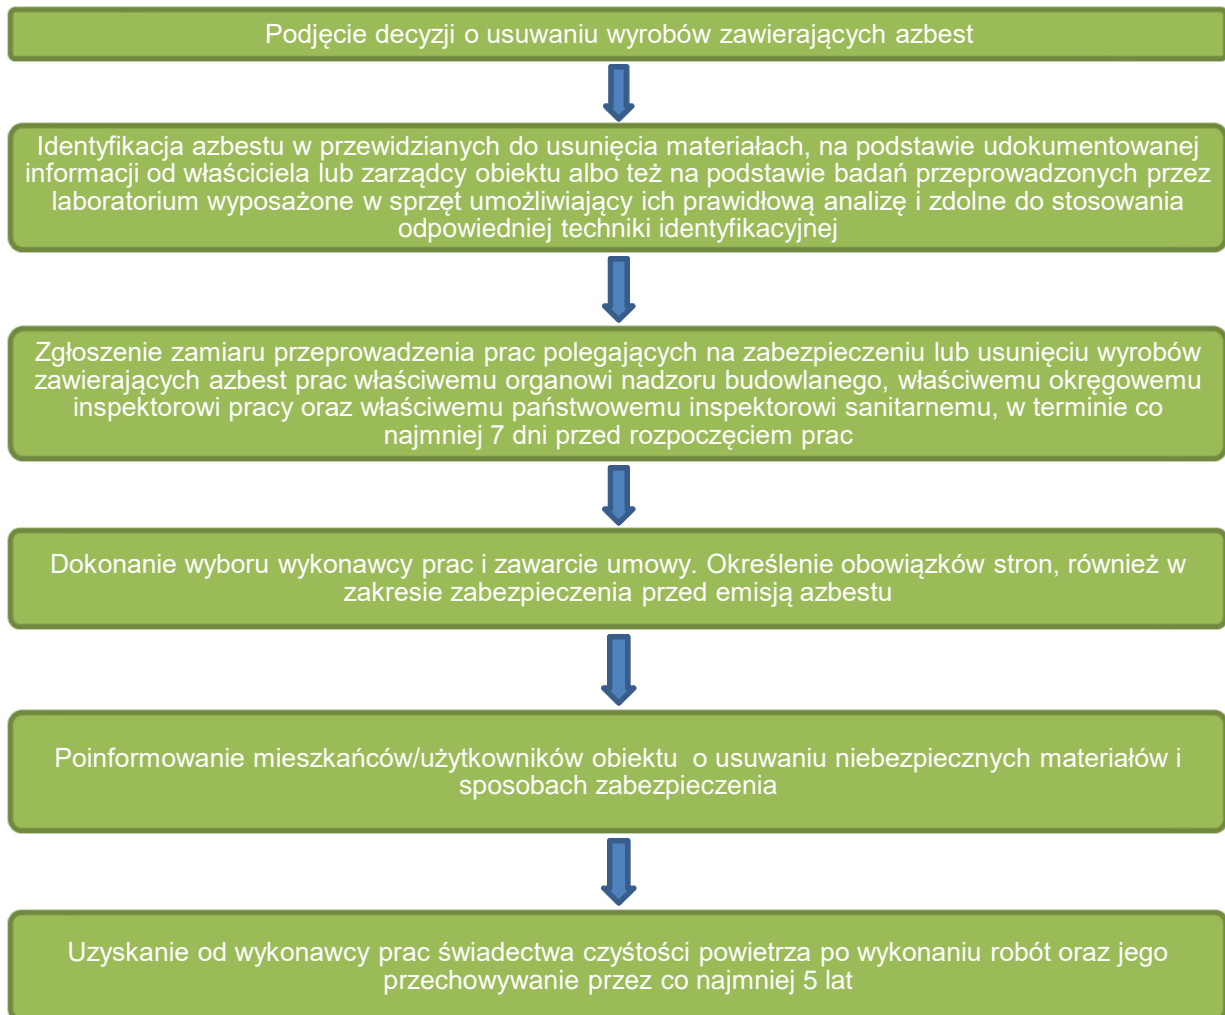 Podjęcie decyzji o usuwaniu wyrobów zawierających azbest
Identyfikacja azbestu w przewidzianych do usunięcia materiałach, na podstawie udokumentowanej
informacji od właściciela lub zarządcy obiektu albo też na podstawie badań przeprowadzonych przez
laboratorium wyposażone w sprzęt umożliwiający ich prawidłową analizę i zdolne do stosowania
odpowiedniej techniki identyfikacyjnej
Zgłoszenie zamiaru przeprowadzenia prac polegających na zabezpieczeniu lub usunięciu wyrobów
zawierających azbest prac właściwemu organowi nadzoru budowlanego, właściwemu okręgowemu
inspektorowi pracy oraz właściwemu państwowemu inspektorowi sanitarnemu, w terminie co
najmniej 7 dni przed rozpoczęciem prac
Dokonanie wyboru wykonawcy prac i zawarcie umowy. Określenie obowiązków stron, również w
zakresie zabezpieczenia przed emisją azbestu
Poinformowanie mieszkańców/użytkowników obiektu o usuwaniu niebezpiecznych materiałów i
sposobach zabezpieczenia
Uzyskanie od wykonawcy prac świadectwa czyśtości powietrza po wykonaniu robót oraz jego
przechowywanie przez co najmniej 5 lat